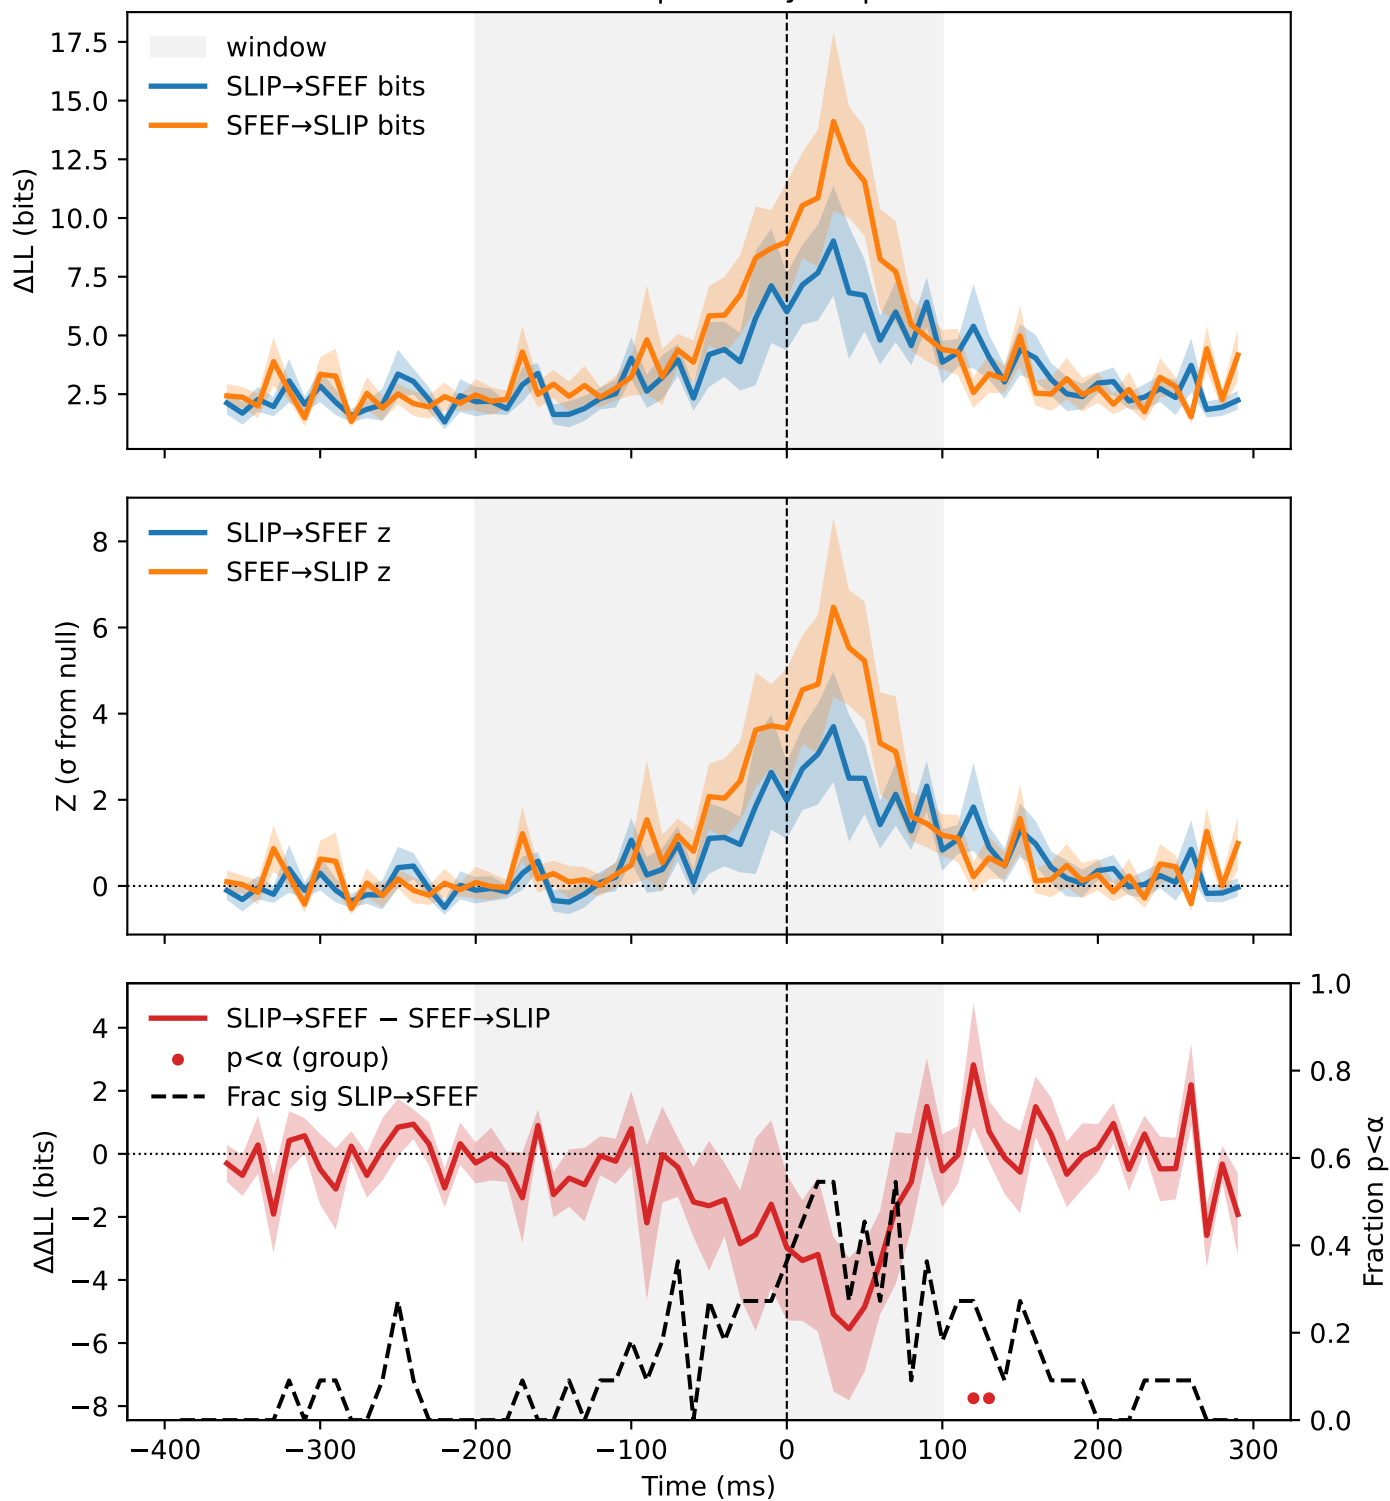 17.5
15.0
12.5
10.0
7.5
5.0
2.5
ΔLL (bits)
window
SLIP→SFEF bits
SFEF→SLIP bits
8
6
4
2
0
Z (σ from null)
SLIP→SFEF z
SFEF→SLIP z
4
2
0
−2
−4
−6
−8
ΔΔLL (bits)
SLIP→SFEF − SFEF→SLIP
p<α (group)
Frac sig SLIP→SFEF
1.0
0.8
0.6
0.4
0.2
0.0
Fraction p<α
−400 −300 −200 −100 0 100 200 300
Time (ms)